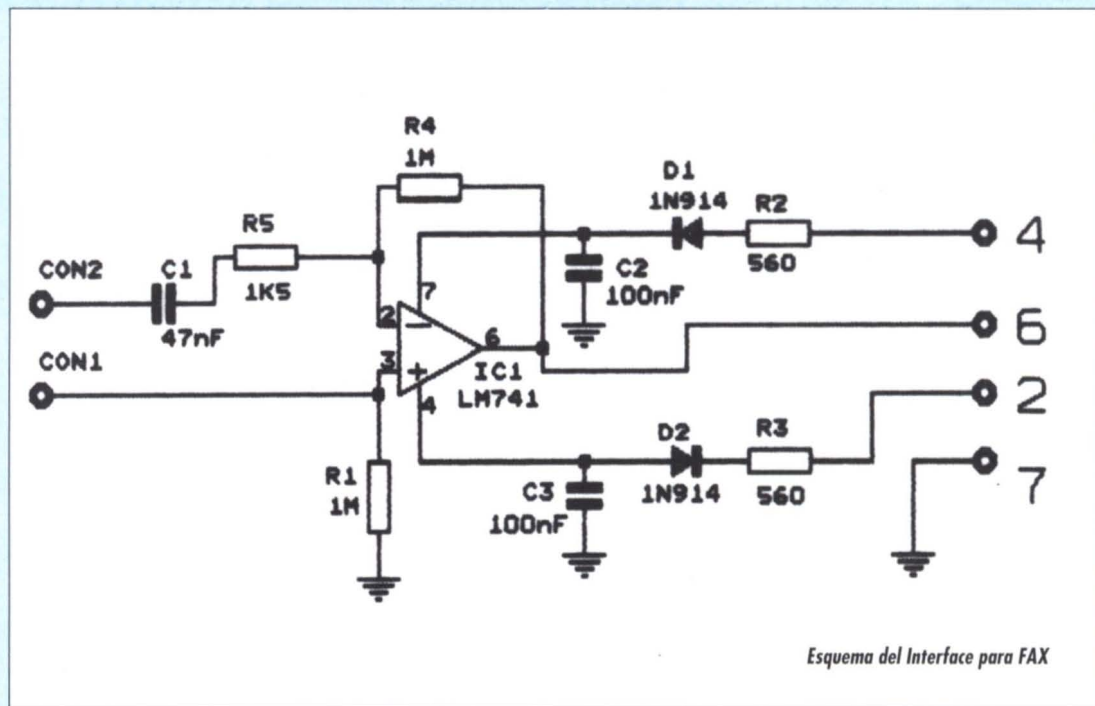 R4
1M
D1
1N914
R2
560
4
R5
1K5
CON2
C1
47nF
C2
100nF
7
2
6
6
3
IC1
LM741
CON1
4
2
D2
1N914
R3
560
R1
1M
C3
100nF
7
Esquema del Interface para FAX